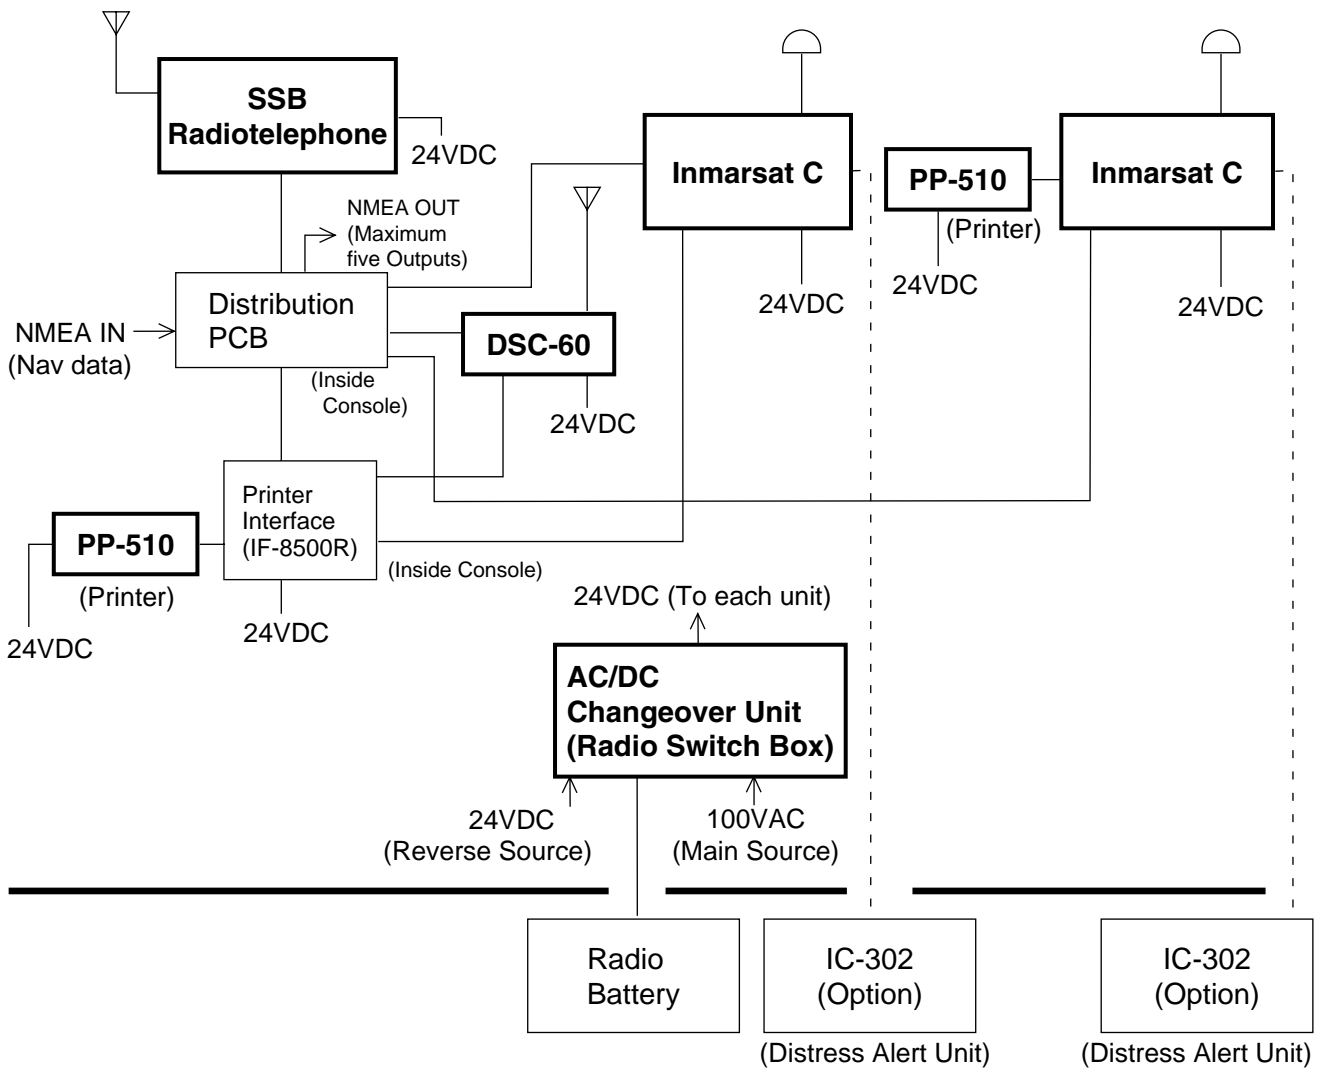 SSB
Radiotelephone
24VDC
NMEA OUT
(Maximum
five Outputs)
Distribution
PCB
NMEA IN
(Nav data)
(Inside
Console)
DSC-60
24VDC
Inmarsat C
24VDC
PP-510
(Printer)
24VDC
Inmarsat C
24VDC
Printer
Interface
(IF-8500R)
(Inside Console)
24VDC
PP-510
(Printer)
24VDC
24VDC (To each unit)
AC/DC
Changeover Unit
(Radio Switch Box)
24VDC
(Reverse Source)
100VAC
(Main Source)
Radio
Battery
IC-302
(Option)
(Distress Alert Unit)
IC-302
(Option)
(Distress Alert Unit)